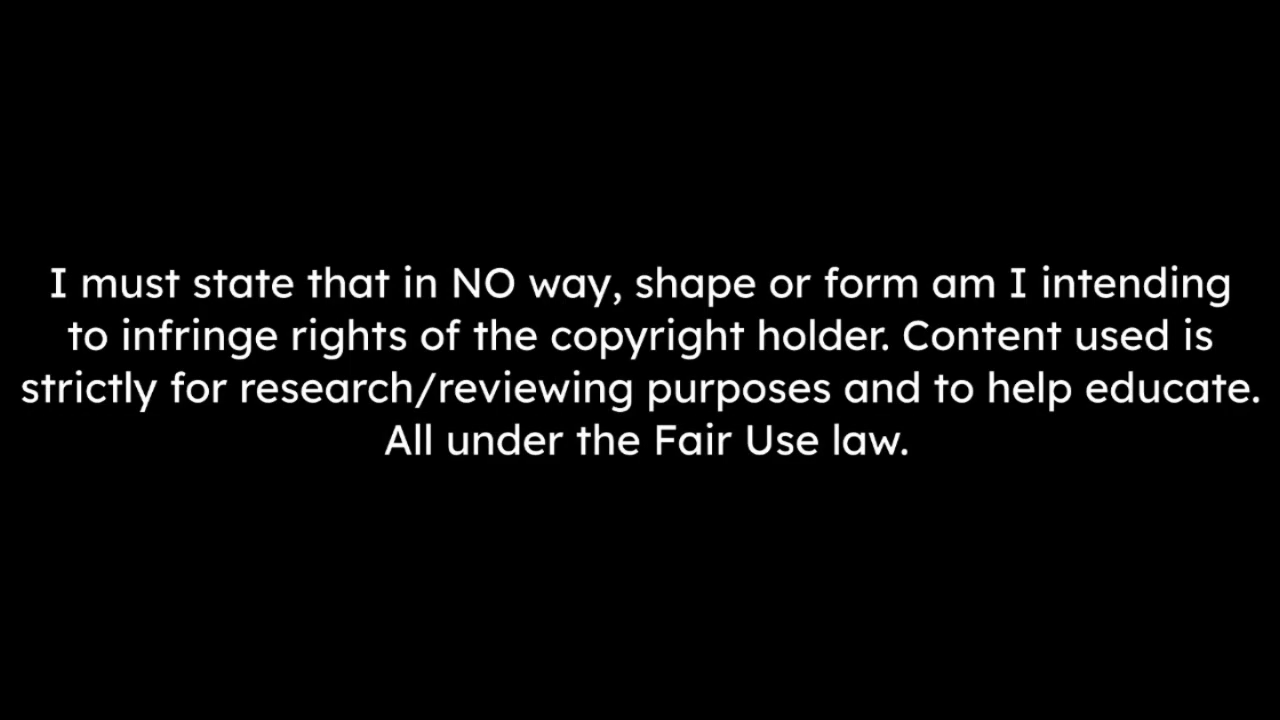 I must state that in NO way, shape or form am I intending
to infringe rights of the copyright holder. Content used is
strictly for research/reviewing purposes and to help educate.
All under the Fair Use law.